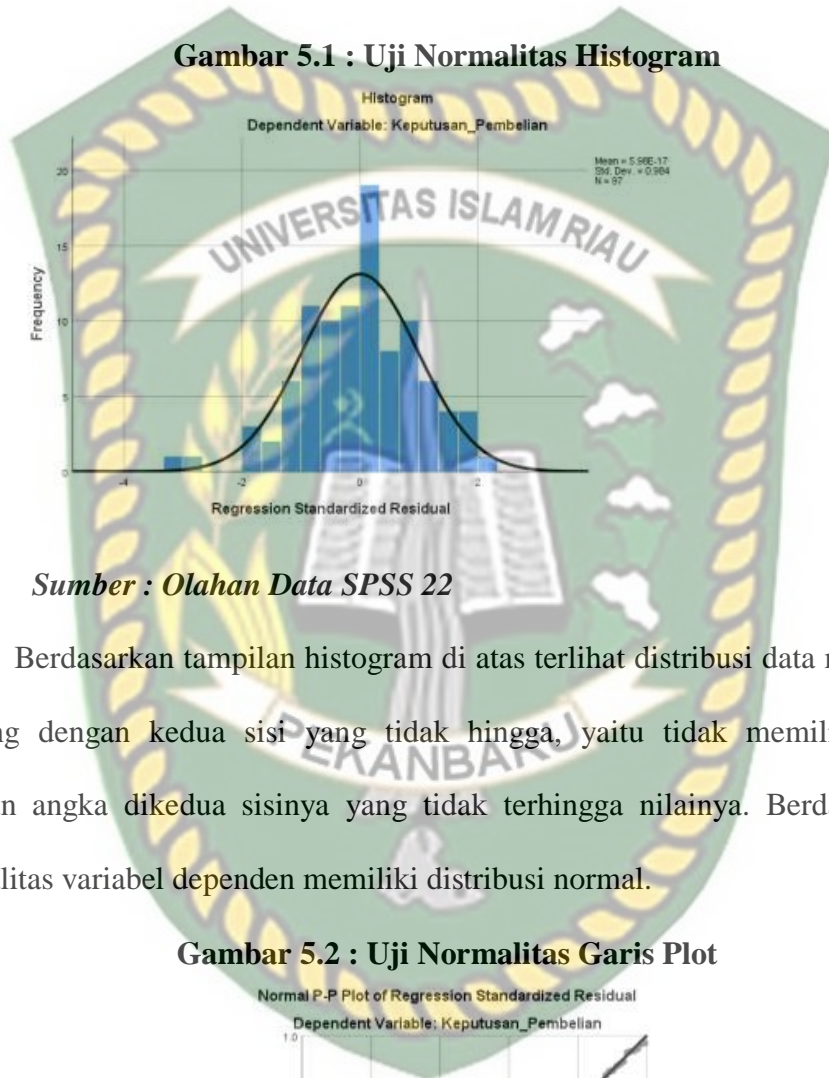 Gambar 5.1 : Uji Normalitas Histogram
Histogram
Dependent Variable: Keputusan_Pembelian
Mean = 5.98E-17
Std. Dev. = 0.984
N = 97
20
15
10
5
0
Frequency
-4 -2 0 2
Regression Standardized Residual
UNIVERSITAS ISLAM RIAU
Sumber : Olahan Data SPSS 22
Berdasarkan tampilan histogram di atas terlihat distribusi data
dengan kedua sisi yang tidak hingga, yaitu tidak
angka dikedua sisinya yang tidak terhingga nilainya.
variabel dependen memiliki distribusi normal.
PEKANBARU
Gambar 5.2 : Uji Normalitas Garis Plot
Normal P-P Plot of Regression Standardized Residual
Dependent Variable: Keputusan_Pembelian
1.0